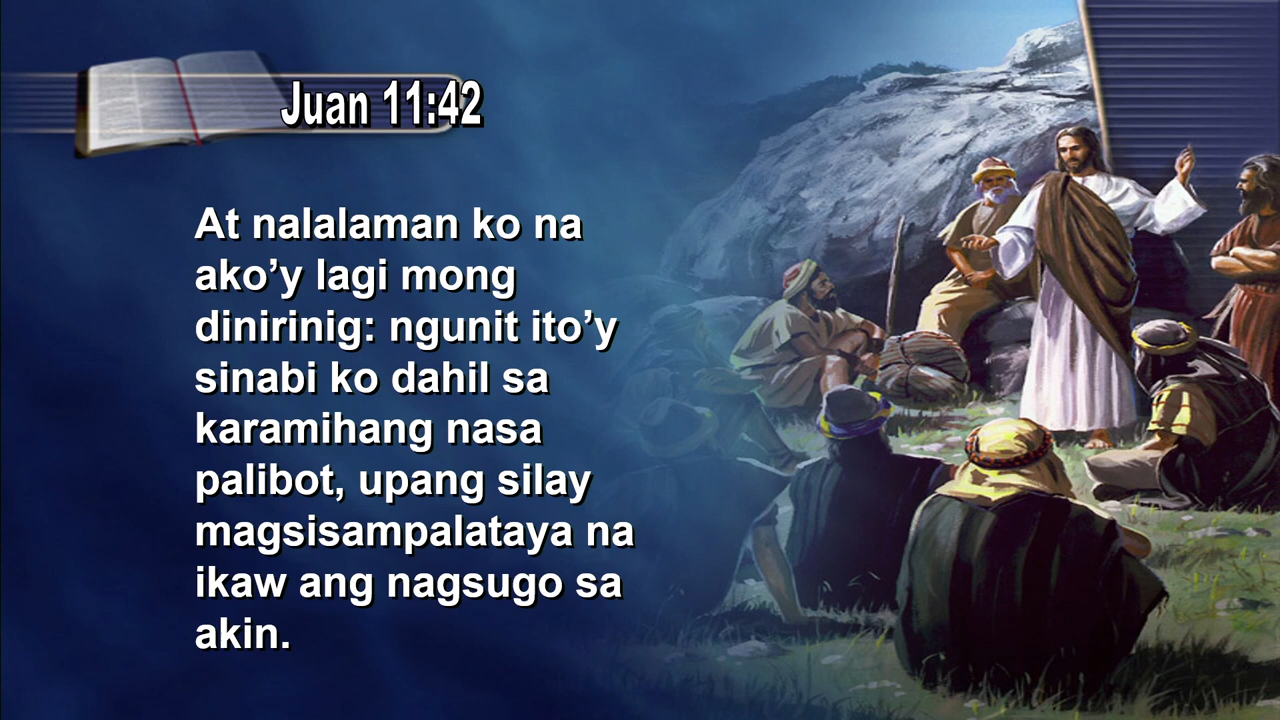 Juan 11:42
At nalalaman ko na
ako’y lagi mong
dinirinig: ngunit ito’y
sinabi ko dahil sa
karamihang nasa
palibot, upang silay
magsisampalataya na
ikaw ang nagsugo sa
akin.